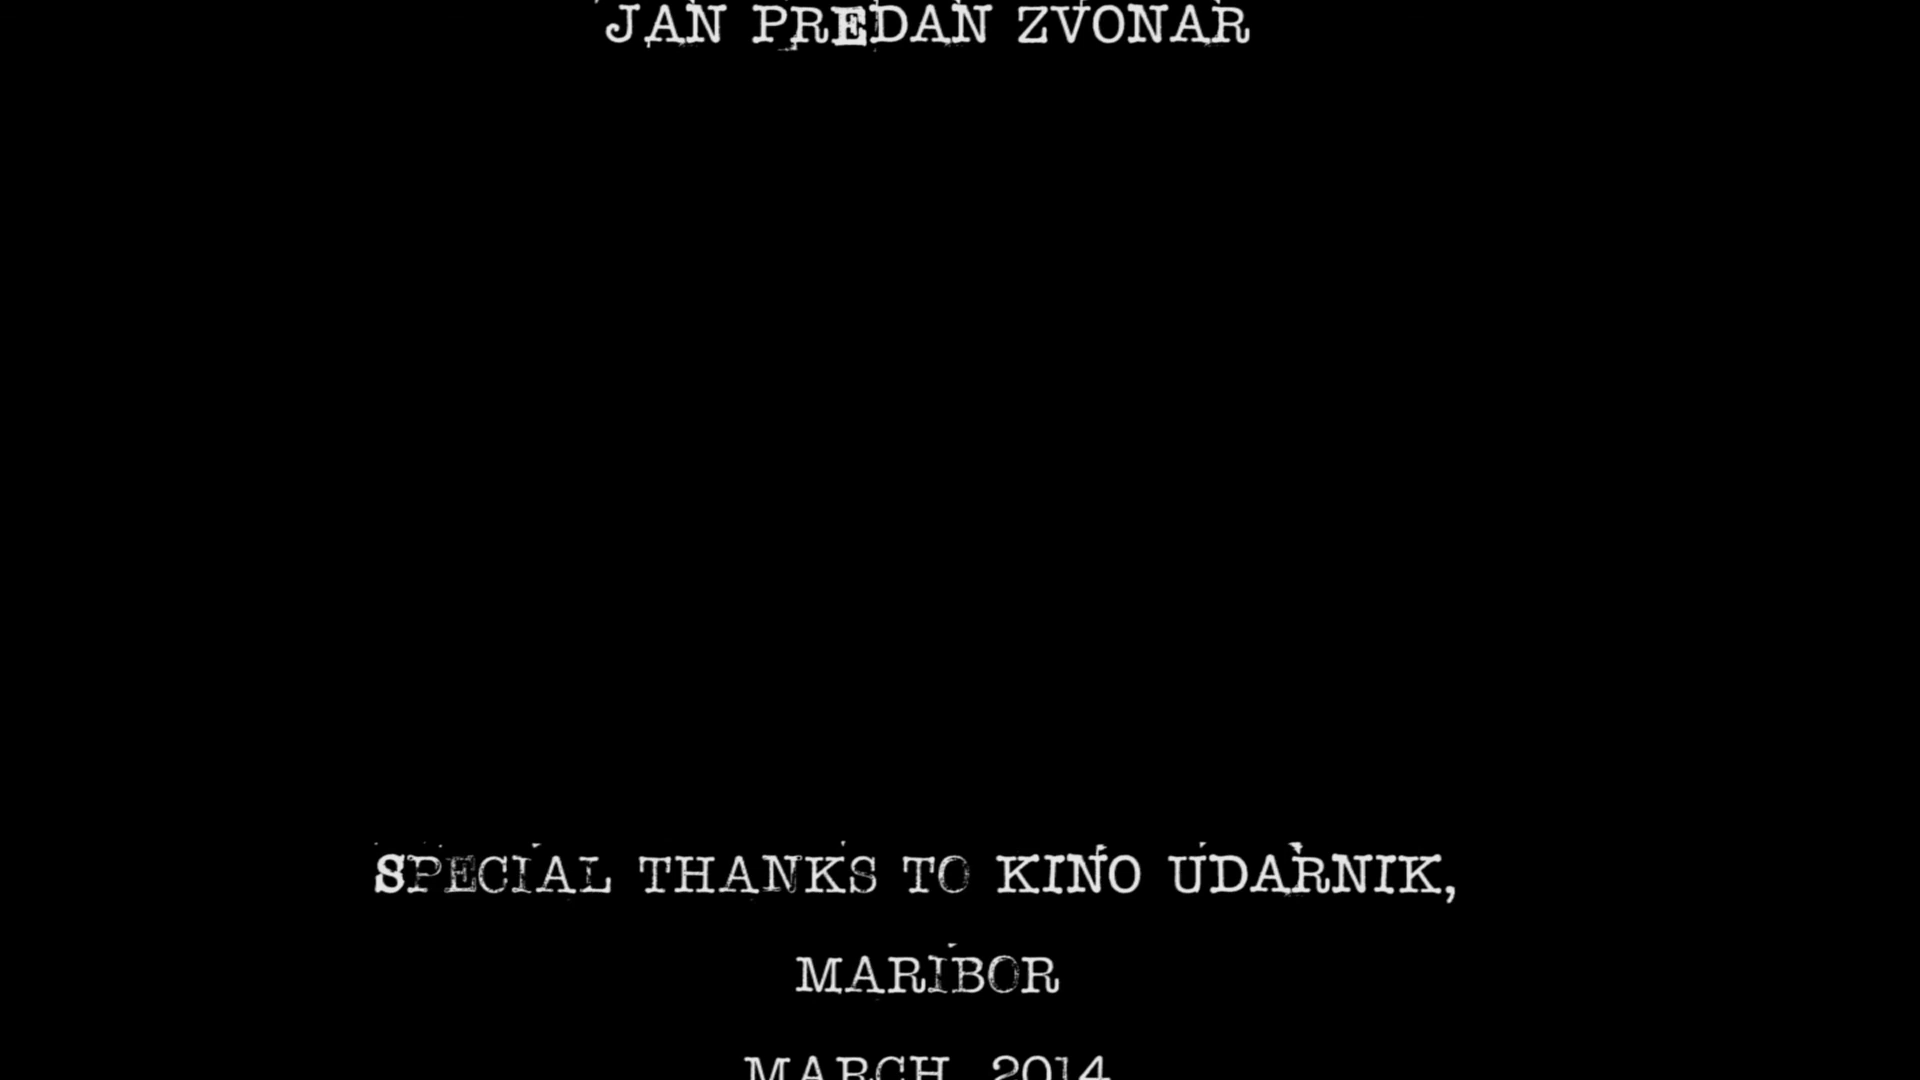 JAN PREDAN ZVONAR
SPECIAL THANKS TO KINO UDARNIK,
MARIBOR
MARCH, 2014